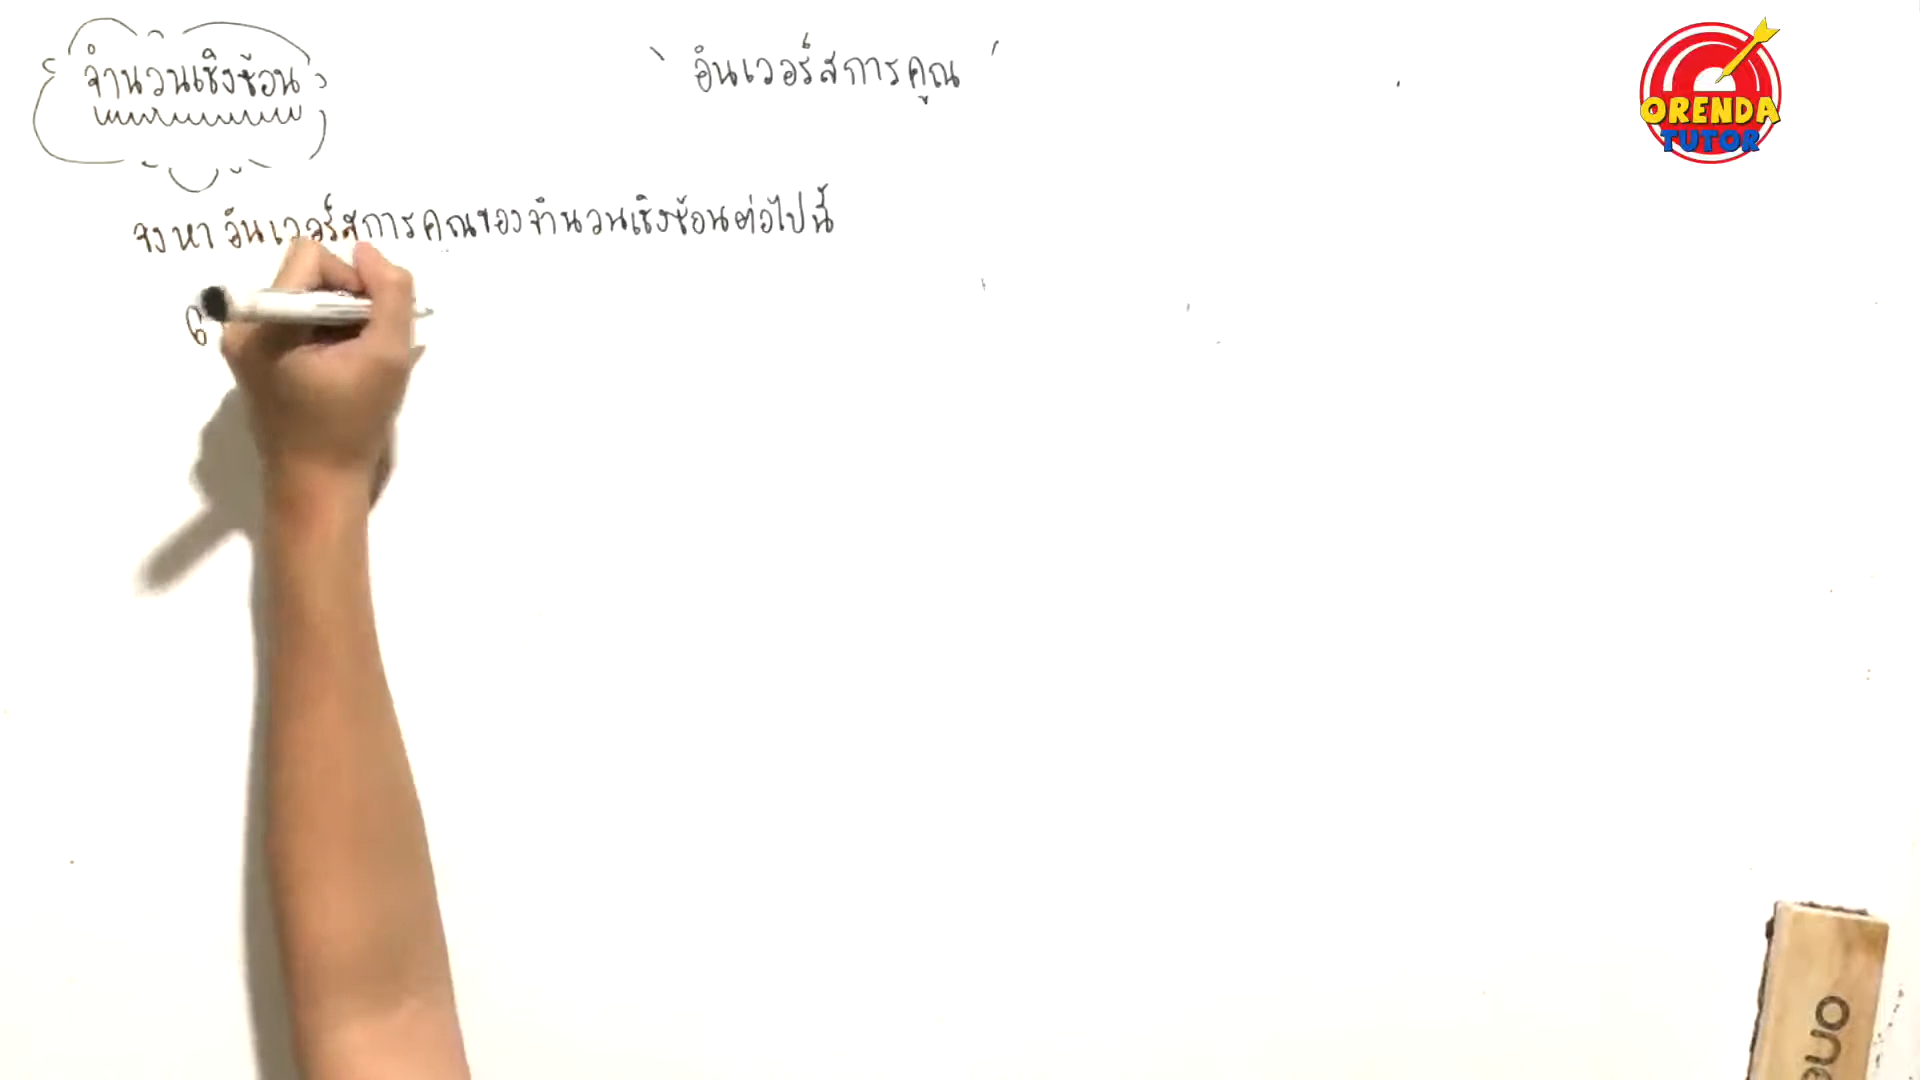 จำนวนเชิงซ้อน
` อินเวอร์สการคูณ ′
ORENDA
TUTOR
จงหา อินเวอร์สการคูณของจำนวนเชิงซ้อนต่อไปนี้
one